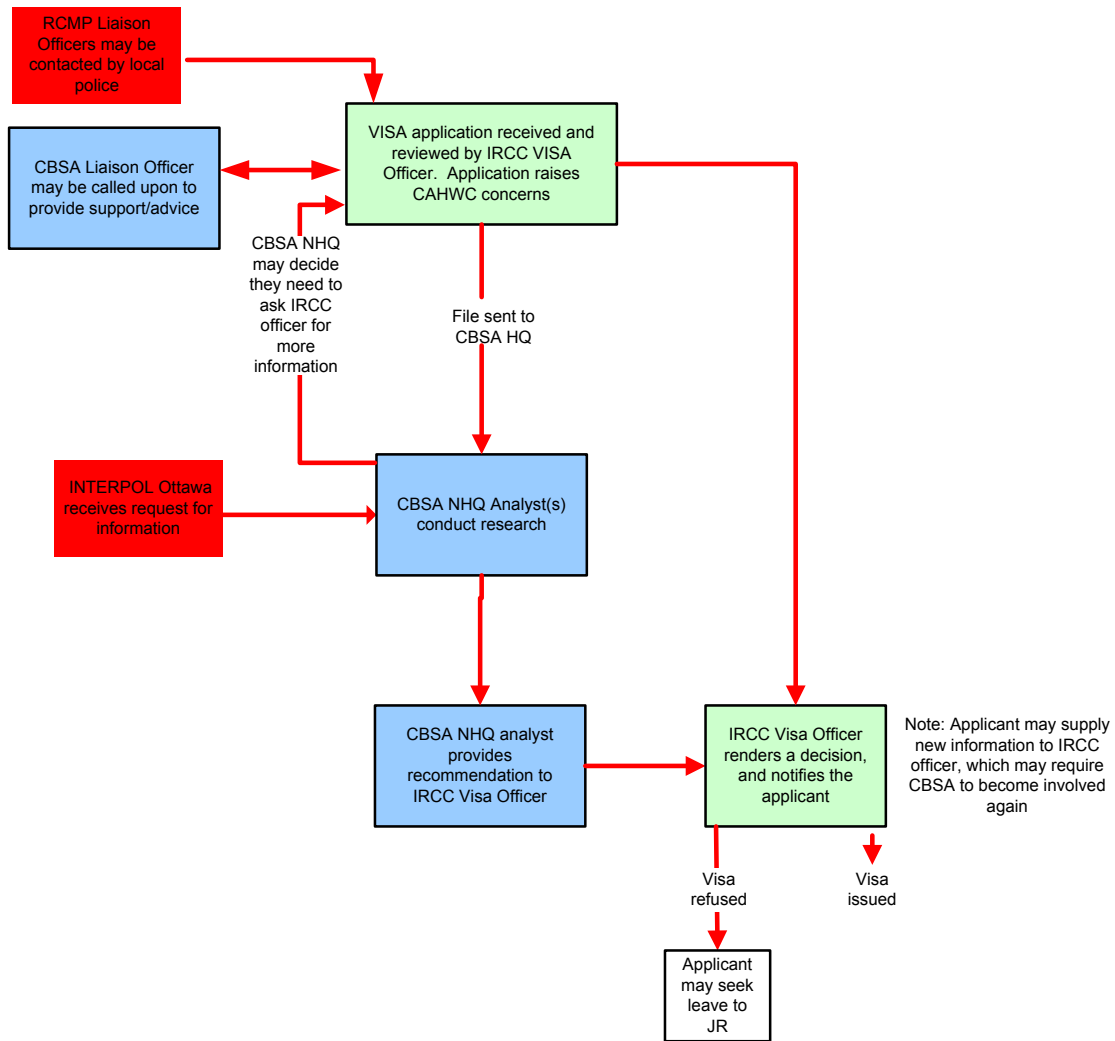 RCMP Liaison
Officers may be
contacted by local
police
VISA application received and
reviewed by IRCC VISA
Officer.  Application raises
CAHWC concerns
CBSA Liaison Officer
may be called upon to
provide support/advice
CBSA NHQ
may decide
they need to
ask IRCC
officer for
more
information
File sent to
CBSA HQ
INTERPOL Ottawa
receives request for
information
CBSA NHQ Analyst(s)
conduct research
CBSA NHQ analyst
provides
recommendation to
IRCC Visa Officer
IRCC Visa Officer
renders a decision,
and notifies the
applicant
Note: Applicant may supply
new information to IRCC
officer, which may require
CBSA to become involved
again
Visa
refused
Visa
issued
Applicant
may seek
leave to
JR